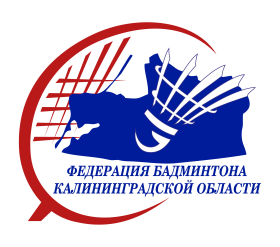 ФЕДЕРАЦИЯ БАДМИНТОНА
КАЛИНИНГРАДСКОЙ ОБЛАСТИ